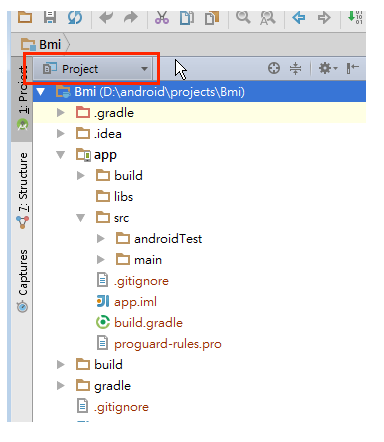 Bmi
Project
1: Project
7: Structure
Captures
Bmi (D:\android\projects\Bmi)
.gradle
.idea
app
build
libs
src
androidTest
main
.gitignore
app.iml
build.gradle
proguard-rules.pro
build
gradle
.gitignore